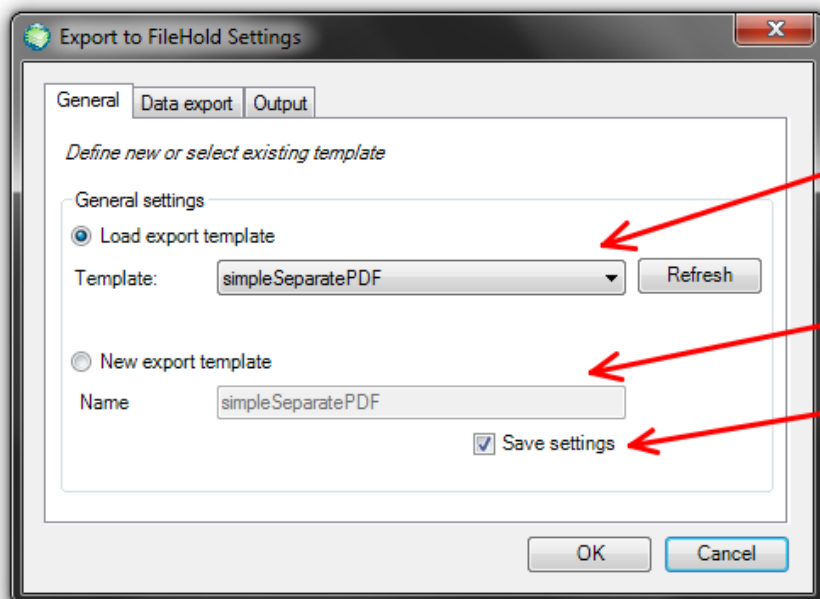 Export to FileHold Settings
General Data export Output
Define new or select existing template
General settings
Load export template
Template: simpleSeparatePDF Refresh
New export template
Name simpleSeparatePDF
Save settings
OK Cancel